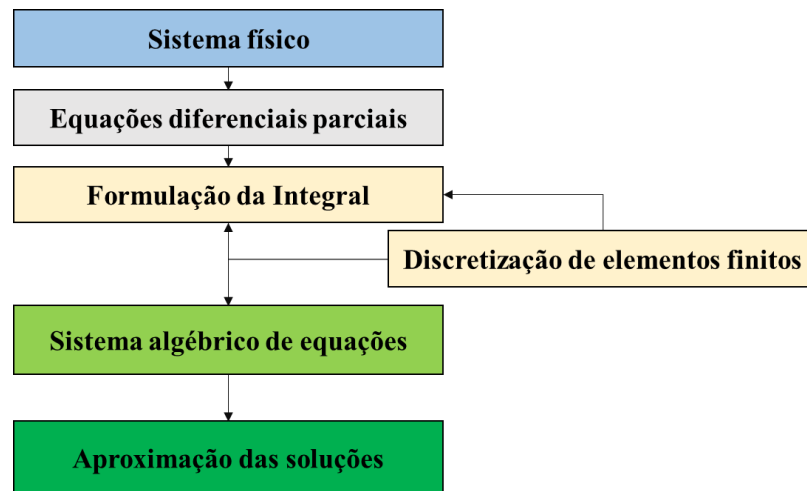 Sistema físico
Equações diferenciais parciais
Formulação da Integral
Discretização de elementos finitos
Sistema algébrico de equações
Aproximação das soluções